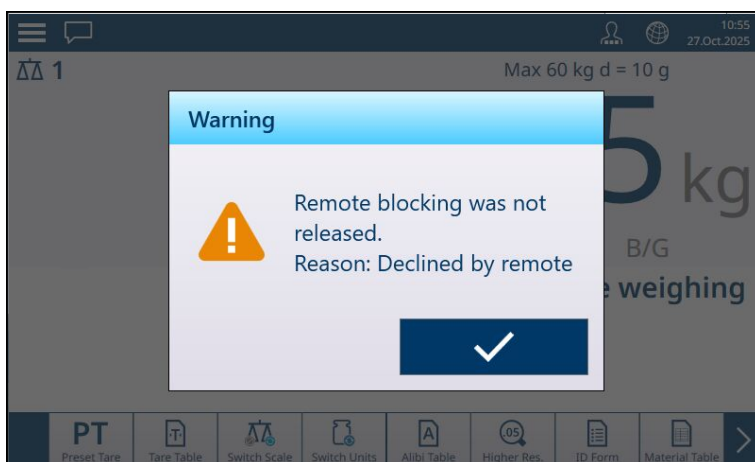 10:55
27.Oct.2025
1
Max 60 kg d = 10 g
Warning
5 kg
Remote blocking was not
released.
Reason: Declined by remote
B/G
weighing
PT
Preset Tare
T
Tare Table
Switch Scale
Switch Units
A
Alibi Table
.05
Higher Res.
ID Form
Material Table